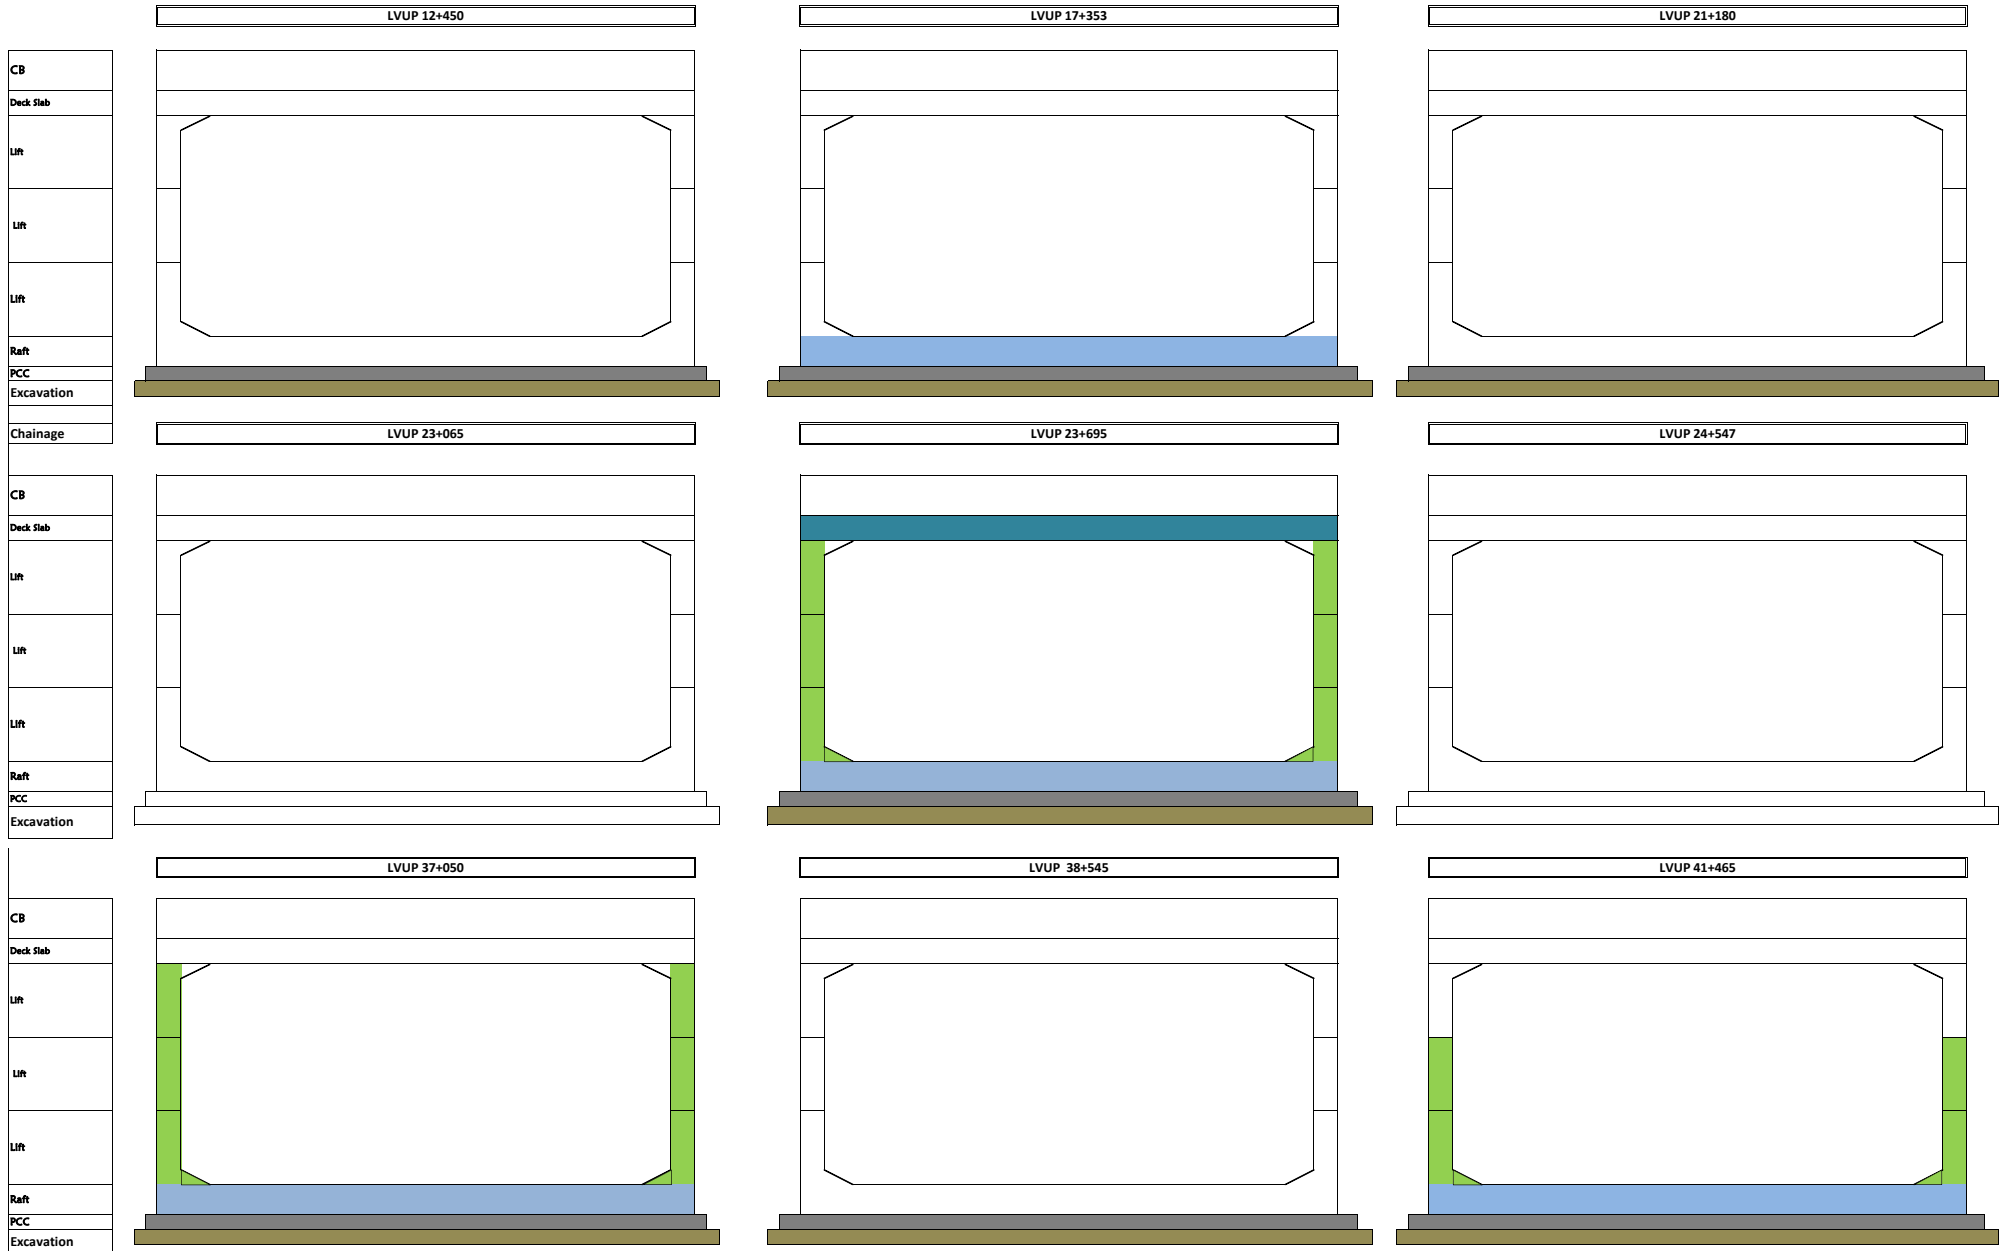 LVUP 12+450
LVUP 17+353
LVUP 21+180
CB
Deck Slab
Lift
Lift
Lift
Raft
PCC
Excavation
Chainage
LVUP 23+065
LVUP 23+695
LVUP 24+547
CB
Deck Slab
Lift
Lift
Lift
Raft
PCC
Excavation
LVUP 37+050
LVUP 38+545
LVUP 41+465
CB
Deck Slab
Lift
Lift
Lift
Raft
PCC
Excavation